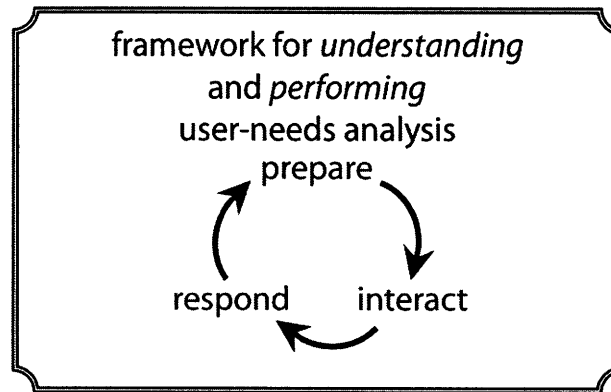 framework for understanding
and performing
user-needs analysis
prepare
respond interact